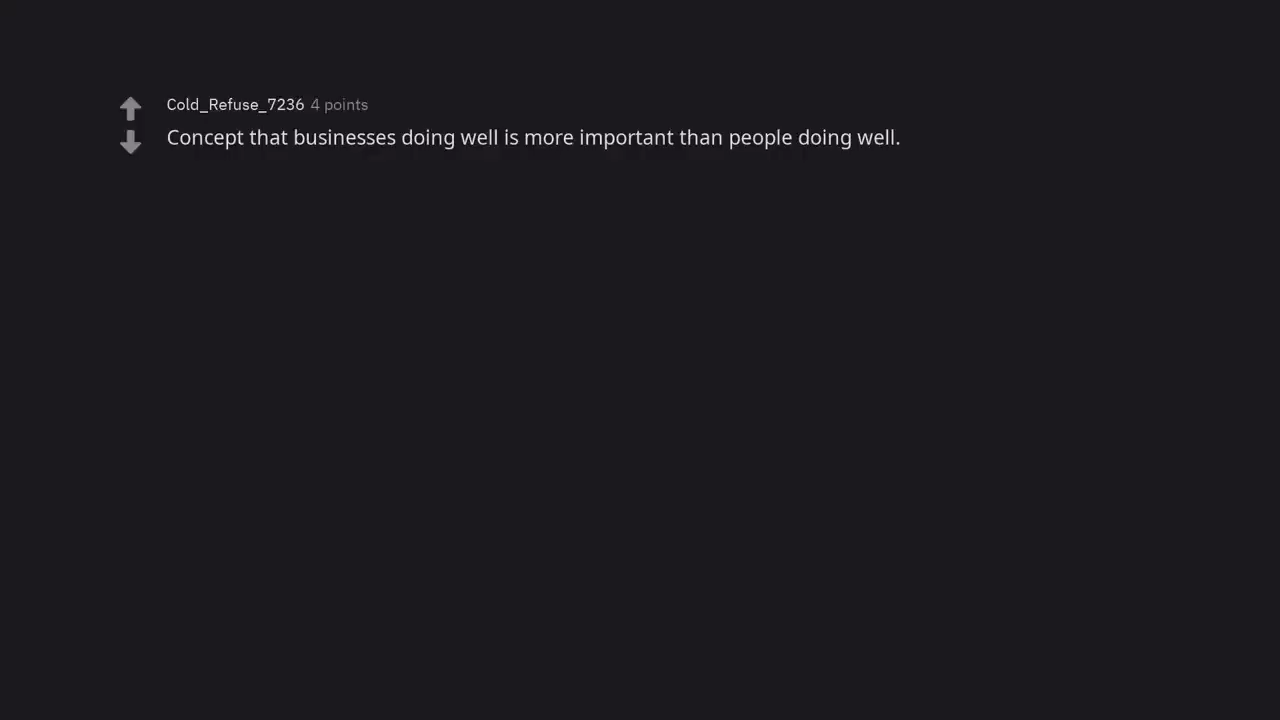 Cold_Refuse_7236 4 points
Concept that businesses doing well is more important than people doing well.